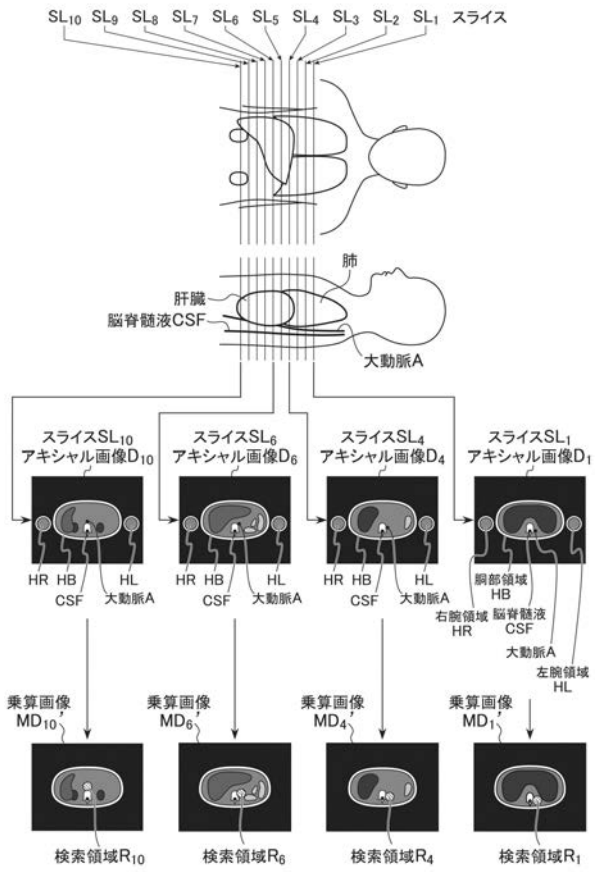 SL10 SL9 SL8 SL7 SL6 SL5 SL4 SL3 SL2 SL1 スライス
肺
肝臓
脳脊髄液CSF
大動脈A
スライスSL10
アキシャル画像D10
スライスSL6
アキシャル画像D6
スライスSL4
アキシャル画像D4
スライスSL1
アキシャル画像D1
HR HB HL
CSF 大動脈A
HR HB HL
CSF 大動脈A
HR HB HL
CSF 大動脈A
胴部領域
HB
右腕領域
HR
脳脊髄液
CSF
大動脈A
左腕領域
HL
乗算画像
MD10'
乗算画像
MD6'
乗算画像
MD4'
乗算画像
MD1'
検索領域R10
検索領域R6
検索領域R4
検索領域R1